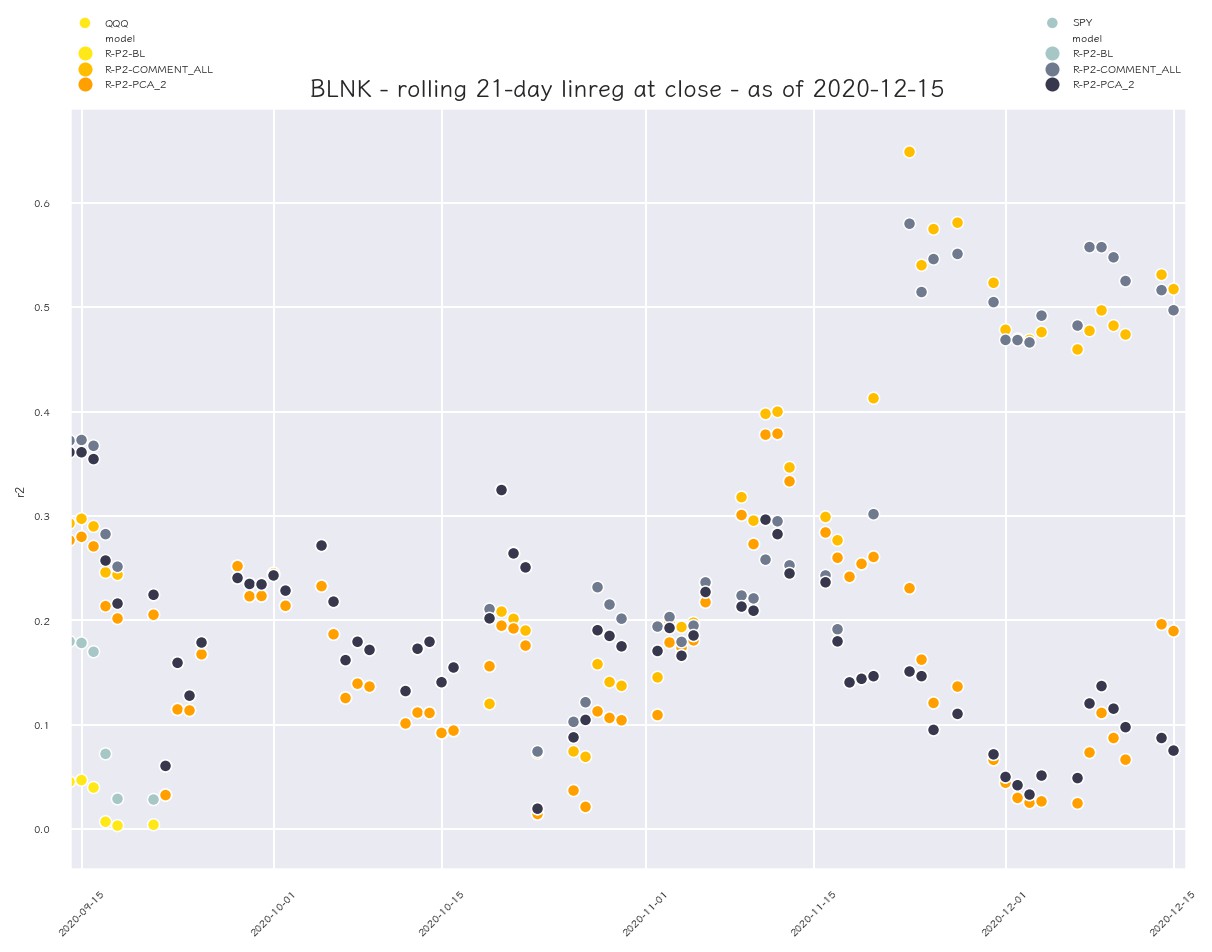 QQQ
model
R-P2-BL
R-P2-COMMENT_ALL
R-P2-PCA_2
SPY
model
R-P2-BL
R-P2-COMMENT_ALL
R-P2-PCA_2
BLNK - rolling 21-day linreg at close - as of 2020-12-15
r2
0.6
0.5
0.4
0.3
0.2
0.1
0.0
2020-09-15
2020-10-01
2020-10-15
2020-11-01
2020-11-15
2020-12-01
2020-12-15